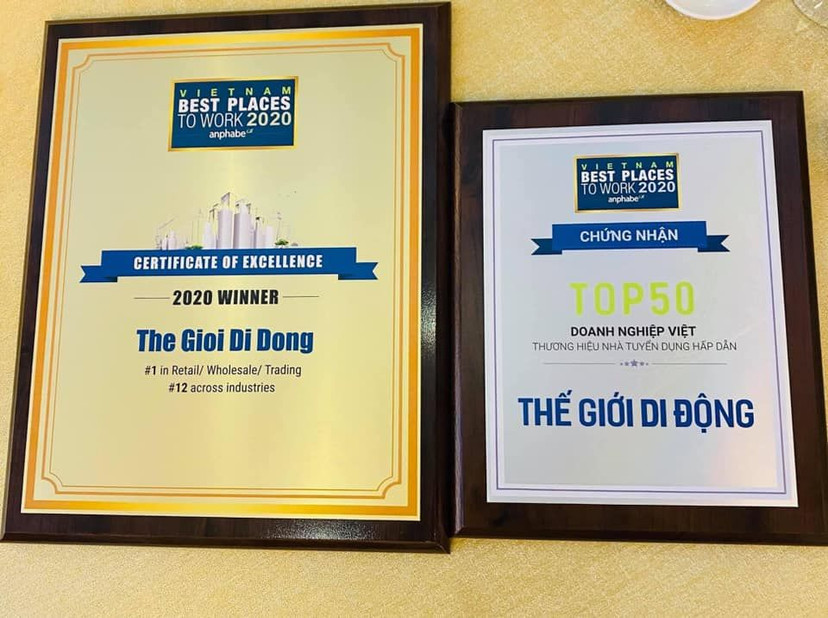 VIETNAM
BEST PLACES
TO WORK 2020
anphabe
CERTIFICATE OF EXCELLENCE
2020 WINNER
The Gioi Di Dong
#1 in Retail/ Wholesale/ Trading
#12 across industries
VIETNAM
BEST PLACES
TO WORK 2020
anphabe
CHỨNG NHẬN
TOP50
DOANH NGHIỆP VIỆT
THƯƠNG HIỆU NHÀ TUYỂN DỤNG HẤP DẪN
THẾ GIỚI DI ĐỘNG